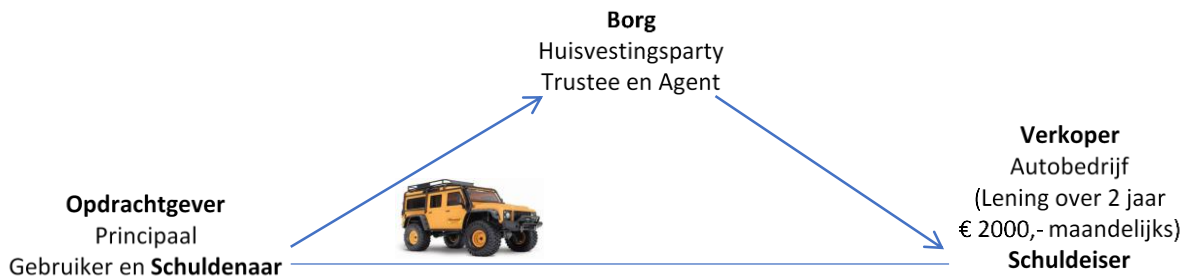 Borg
Huisvestingsparty
Trustee en Agent
Verkoper
Autobedrijf
(Lening over 2 jaar
€ 2000,- maandelijks)
Schuldeiser
Opdrachtgever
Principaal
Gebruiker en Schuldenaar